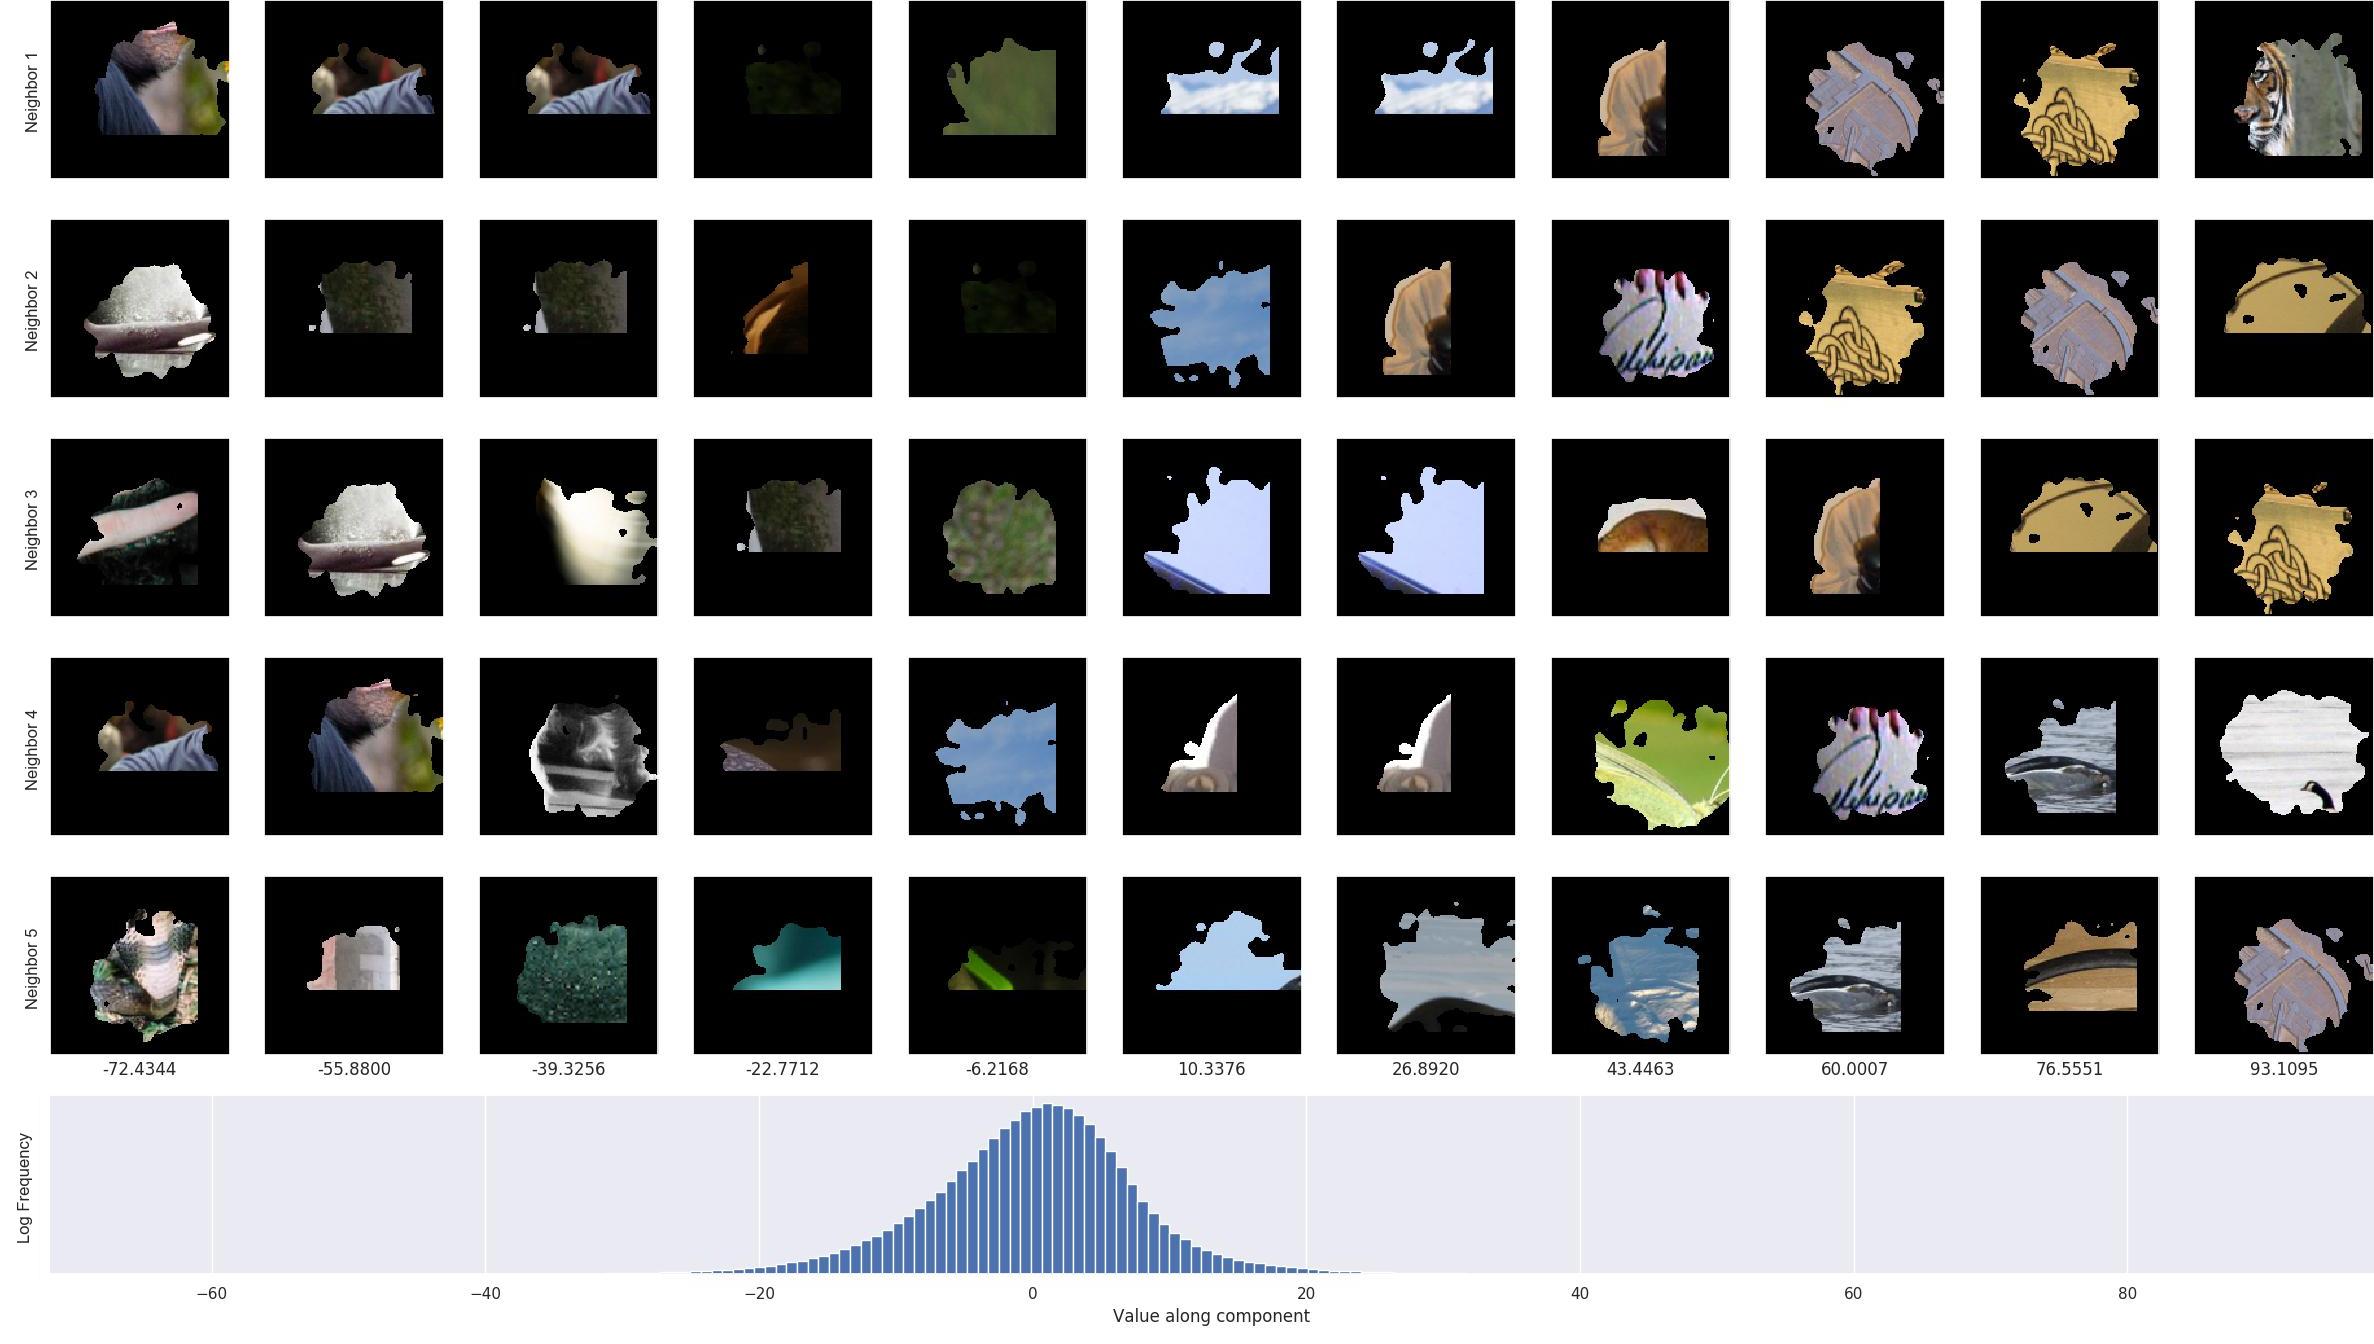 Neighbor 1
Neighbor 2
Neighbor 3
Neighbor 4
Neighbor 5
-72.4344 -55.8800 -39.3256 -22.7712 -6.2168 10.3376 26.8920 43.4463 60.0007 76.5551 93.1095
Log Frequency
−60 −40 −20 0 20 40 60 80
Value along component